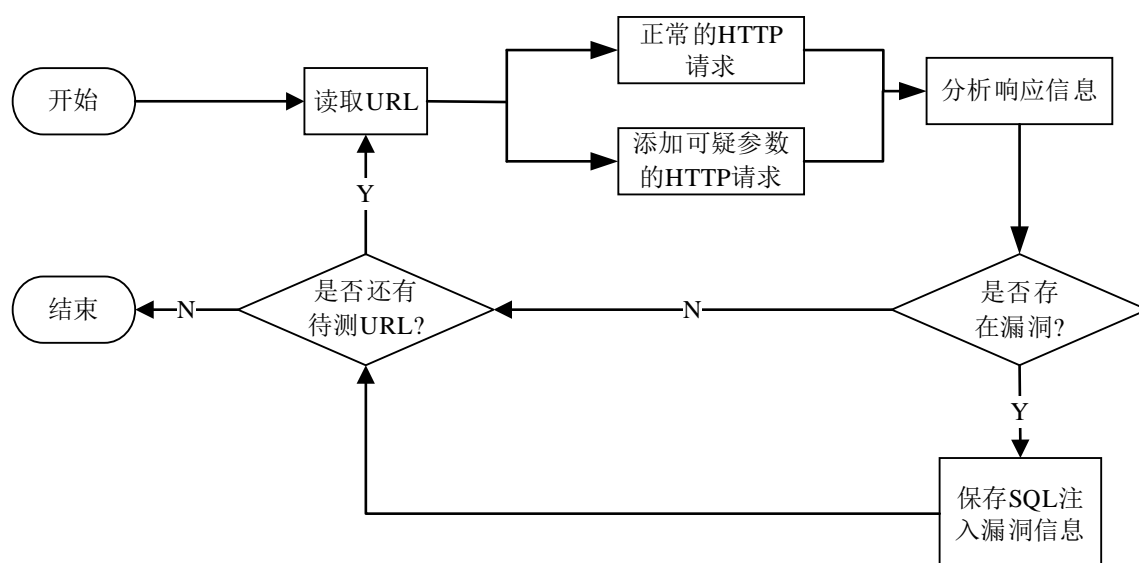 正常的HTTP
请求
开始
读取URL
分析响应信息
添加可疑参数
的HTTP请求
Y
结束
N
是否还有
待测URL?
N
是否存
在漏洞?
Y
保存SQL注
入漏洞信息